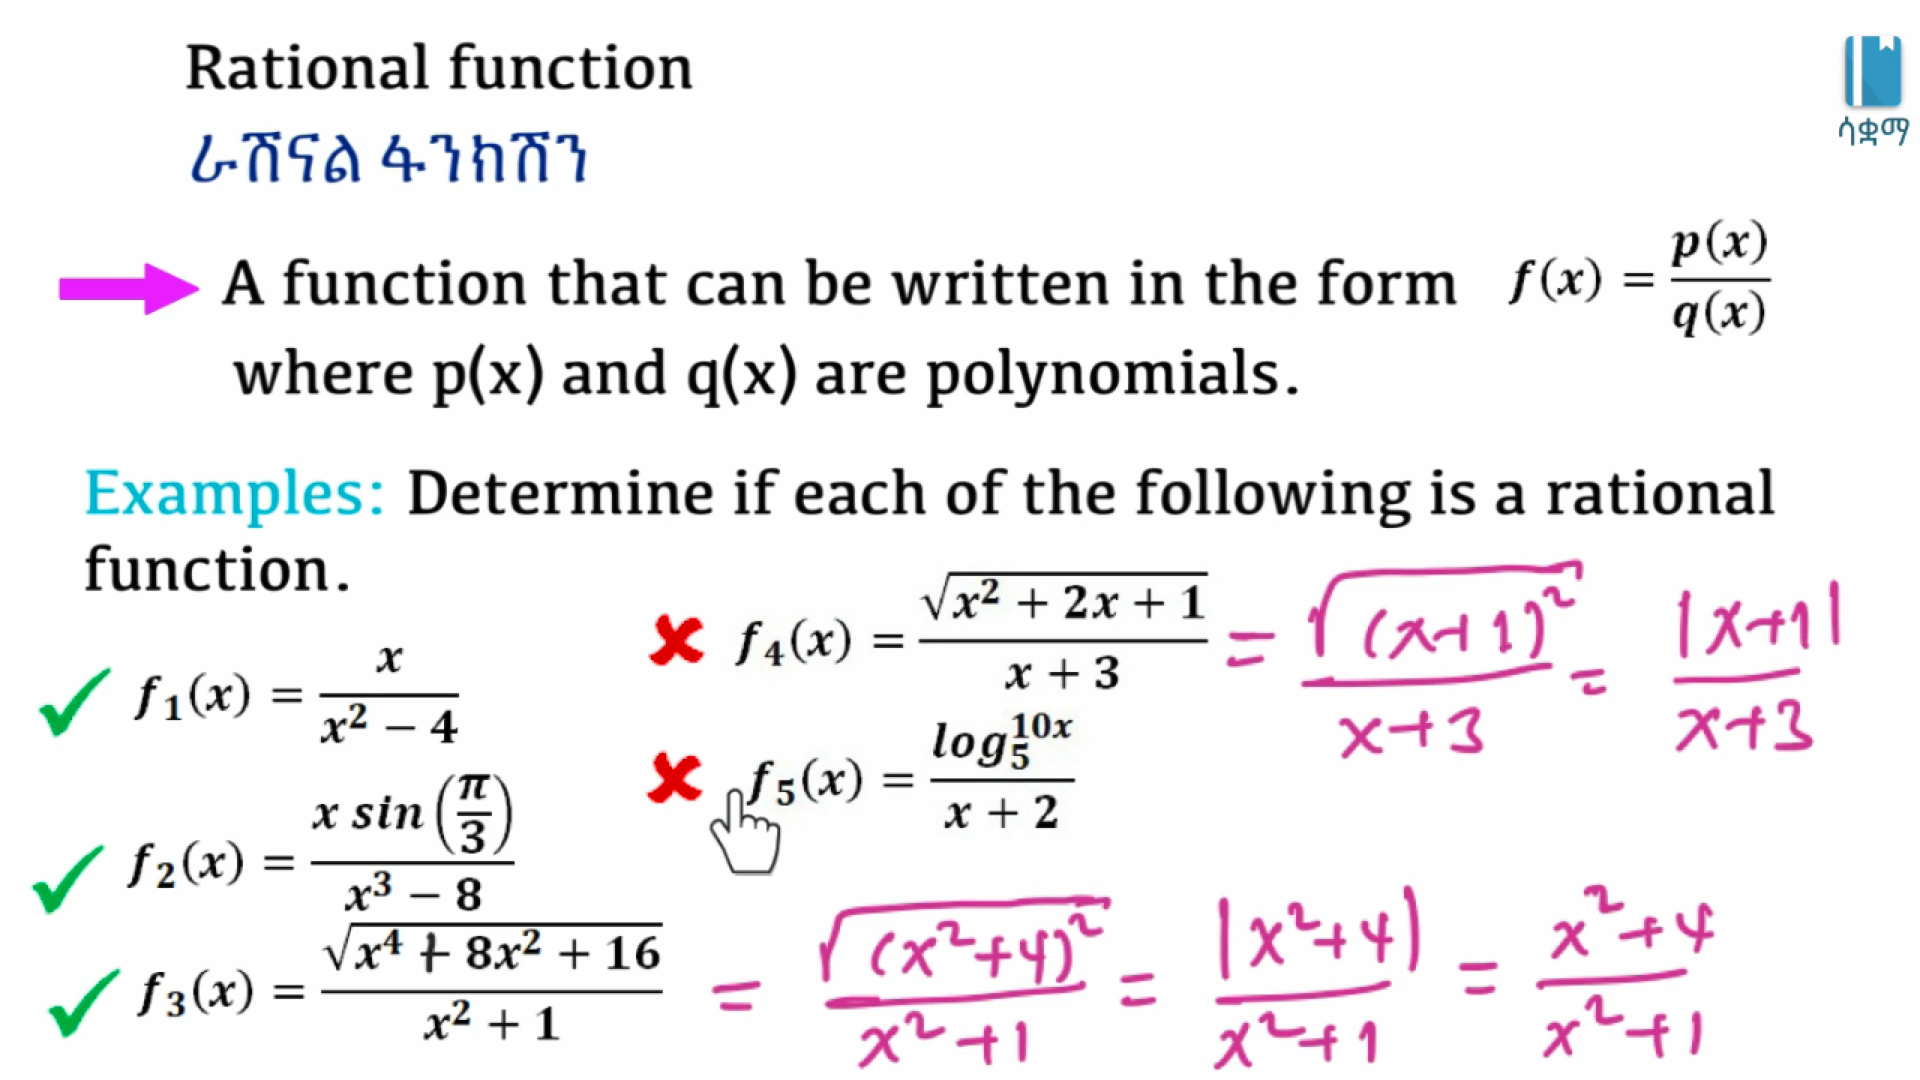 Rational function
ራሽናል ፋንክሽን
ሳቋማ
A function that can be written in the form f(x) = p(x)/q(x)
where p(x) and q(x) are polynomials.
Examples: Determine if each of the following is a rational
function.
f₁(x) = x/(x² − 4)
f₂(x) = x sin(π/3)/(x³ − 8)
f₃(x) = √(x⁴ + 8x² + 16)/(x² + 1) = √((x²+4)²)/(x²+1) = |x²+4|/(x²+1) = (x²+4)/(x²+1)
f₄(x) = √(x² + 2x + 1)/(x + 3) = √((x+1)²)/(x+3) = |x+1|/(x+3)
f₅(x) = log₅^10x/(x + 2)